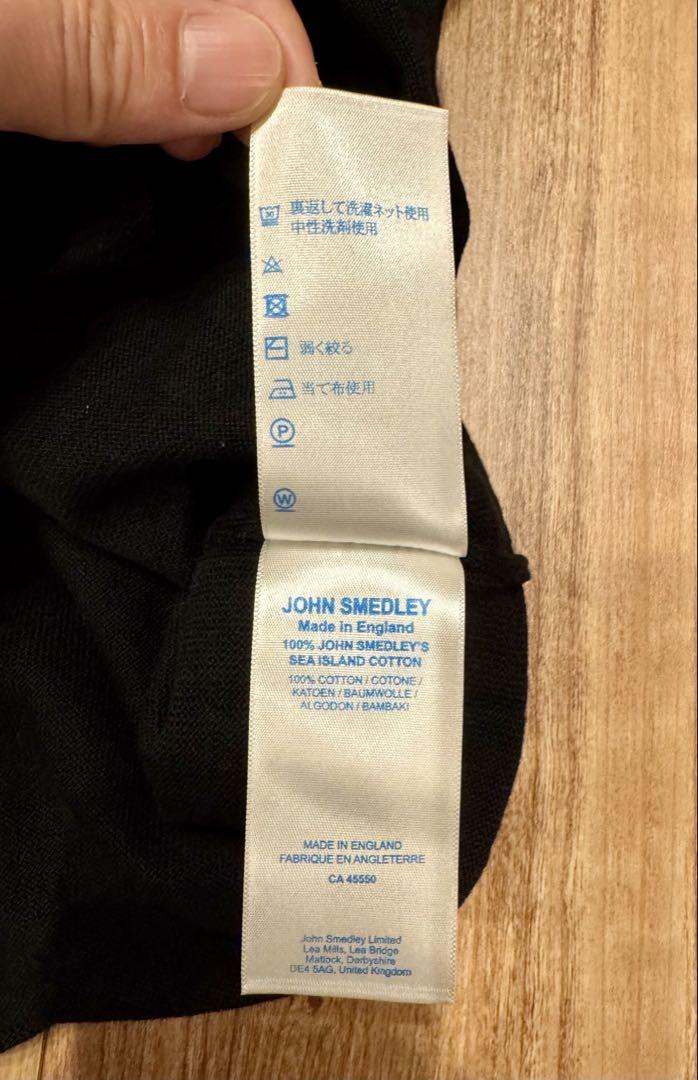 裏返して洗濯ネット使用
中性洗剤使用
弱く絞る
当て布使用
P
W
JOHN SMEDLEY
Made in England
100% JOHN SMEDLEY'S
SEA ISLAND COTTON
100% COTTON / COTONE /
KATOEN / BAUMWOLLE /
ALGODON / BAMBAKI
MADE IN ENGLAND
FABRIQUE EN ANGLETERRE
CA 45550
John Smedley Limited
Lea Mills, Lea Bridge
Matlock, Derbyshire
DE4 5AG, United Kingdom